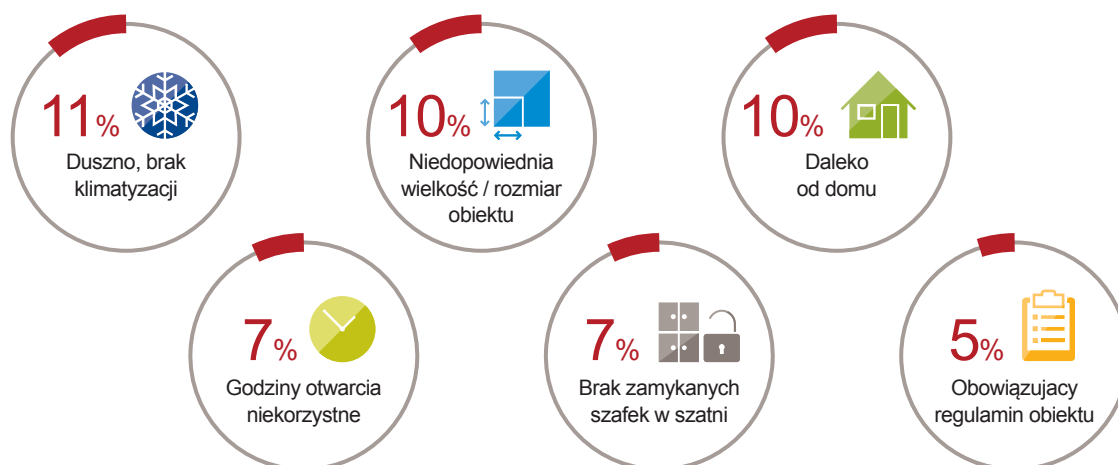 11%
Duszno, brak
klimatyzacji
10%
Niedopowiednia
wielkość / rozmiar
obiektu
10%
Daleko
od domu
7%
Godziny otwarcia
niekorzystne
7%
Brak zamykanych
szafek w szatni
5%
Obowiązujacy
regulamin obiektu